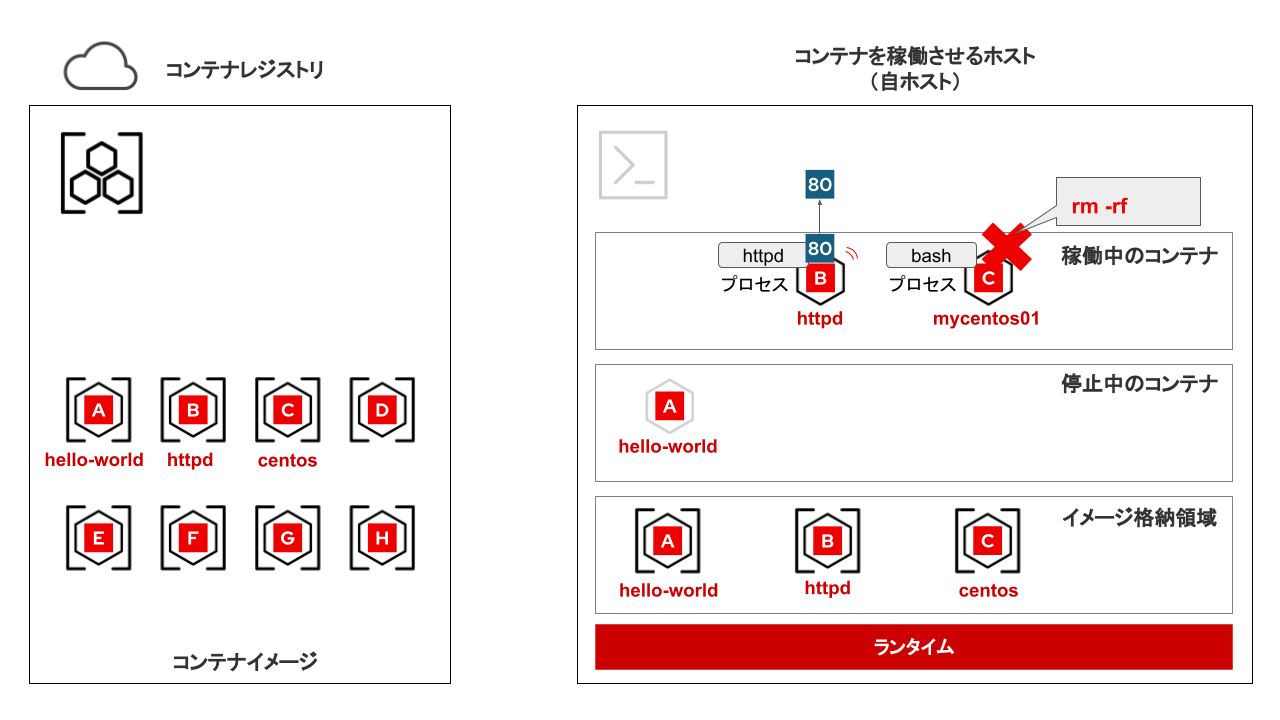 コンテナレジストリ
A
B
C
D
hello-world
httpd
centos
E
F
G
H
コンテナイメージ
コンテナを稼働させるホスト
（自ホスト）
80
rm -rf
httpd
80
bash
稼働中のコンテナ
プロセス
B
プロセス
C
httpd
mycentos01
停止中のコンテナ
A
hello-world
イメージ格納領域
A
B
C
hello-world
httpd
centos
ランタイム